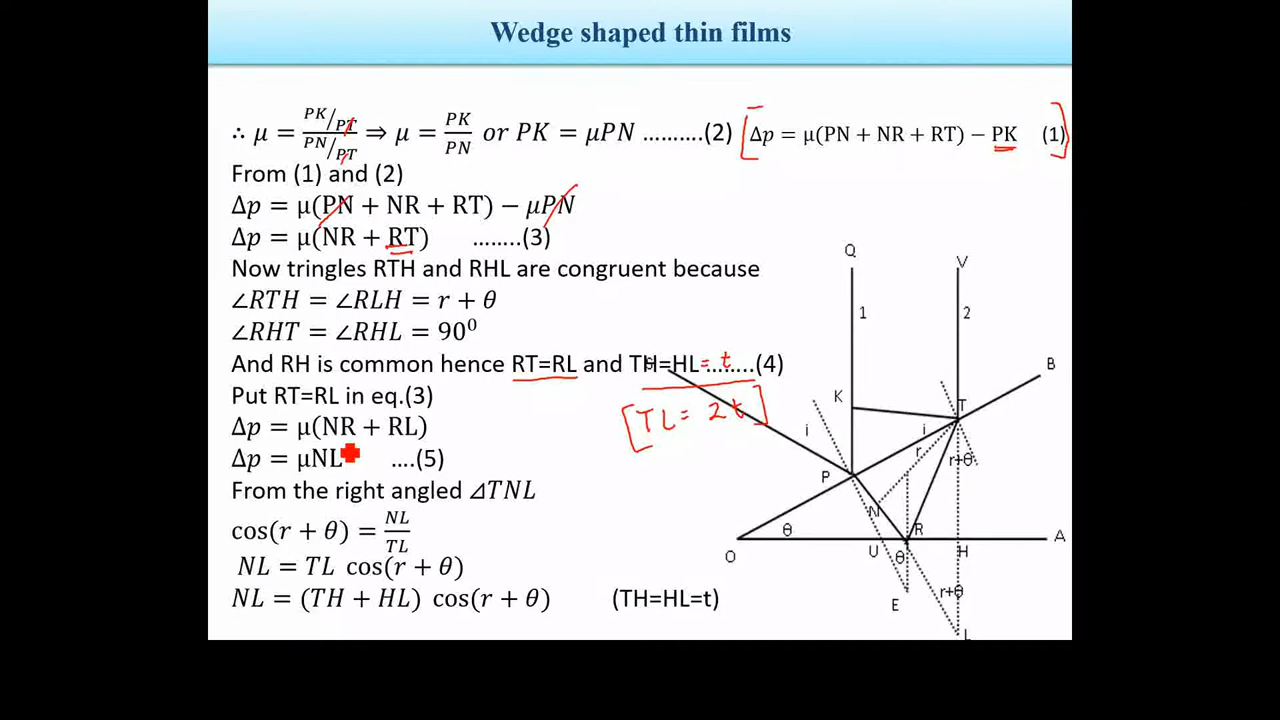 Wedge shaped thin films
∴ μ = (PK/PT)/(PN/PT) ⇒ μ = PK/PN or PK = μPN ..........(2) [Δp = μ(PN + NR + RT) − PK (1)]
From (1) and (2)
Δp = μ(PN + NR + RT) − μPN
Δp = μ(NR + RT) ........(3)
Now tringles RTH and RHL are congruent because
∠RTH = ∠RLH = r + θ
∠RHT = ∠RHL = 90⁰
And RH is common hence RT=RL and TH=HL = t ........(4)
[TL = 2t]
Put RT=RL in eq.(3)
Δp = μ(NR + RL)
Δp = μNL ....(5)
From the right angled ⊿TNL
cos(r + θ) = NL/TL
NL = TL cos(r + θ)
NL = (TH + HL) cos(r + θ) (TH=HL=t)
Q V
1 2
B
K T
i i
r r+θ
P
N
θ R A
O U θ H
E r+θ
L